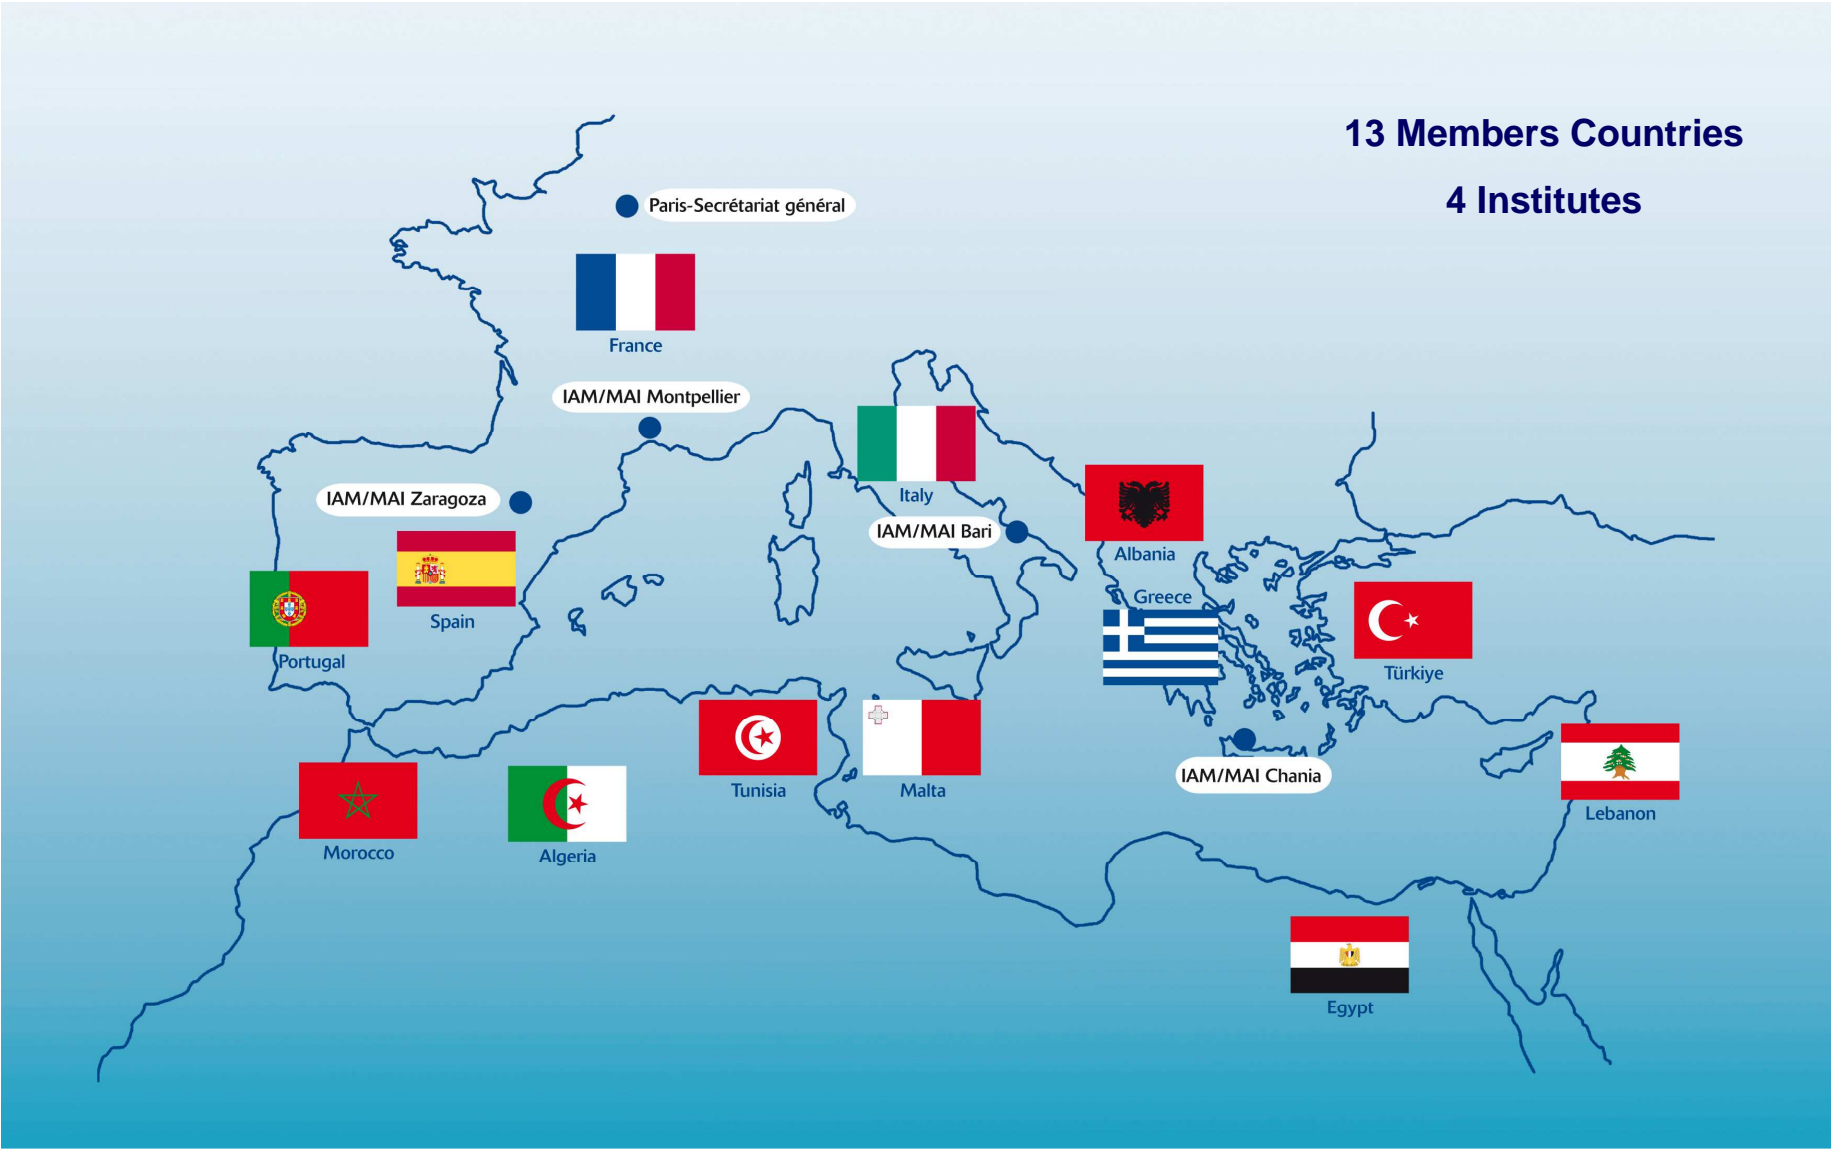 13 Members Countries
4 Institutes
Paris-Secrétariat général
France
IAM/MAI Montpellier
IAM/MAI Zaragoza
Italy
IAM/MAI Bari
Albania
Spain
Greece
Portugal
Türkiye
IAM/MAI Chania
Tunisia
Malta
Lebanon
Morocco
Algeria
Egypt